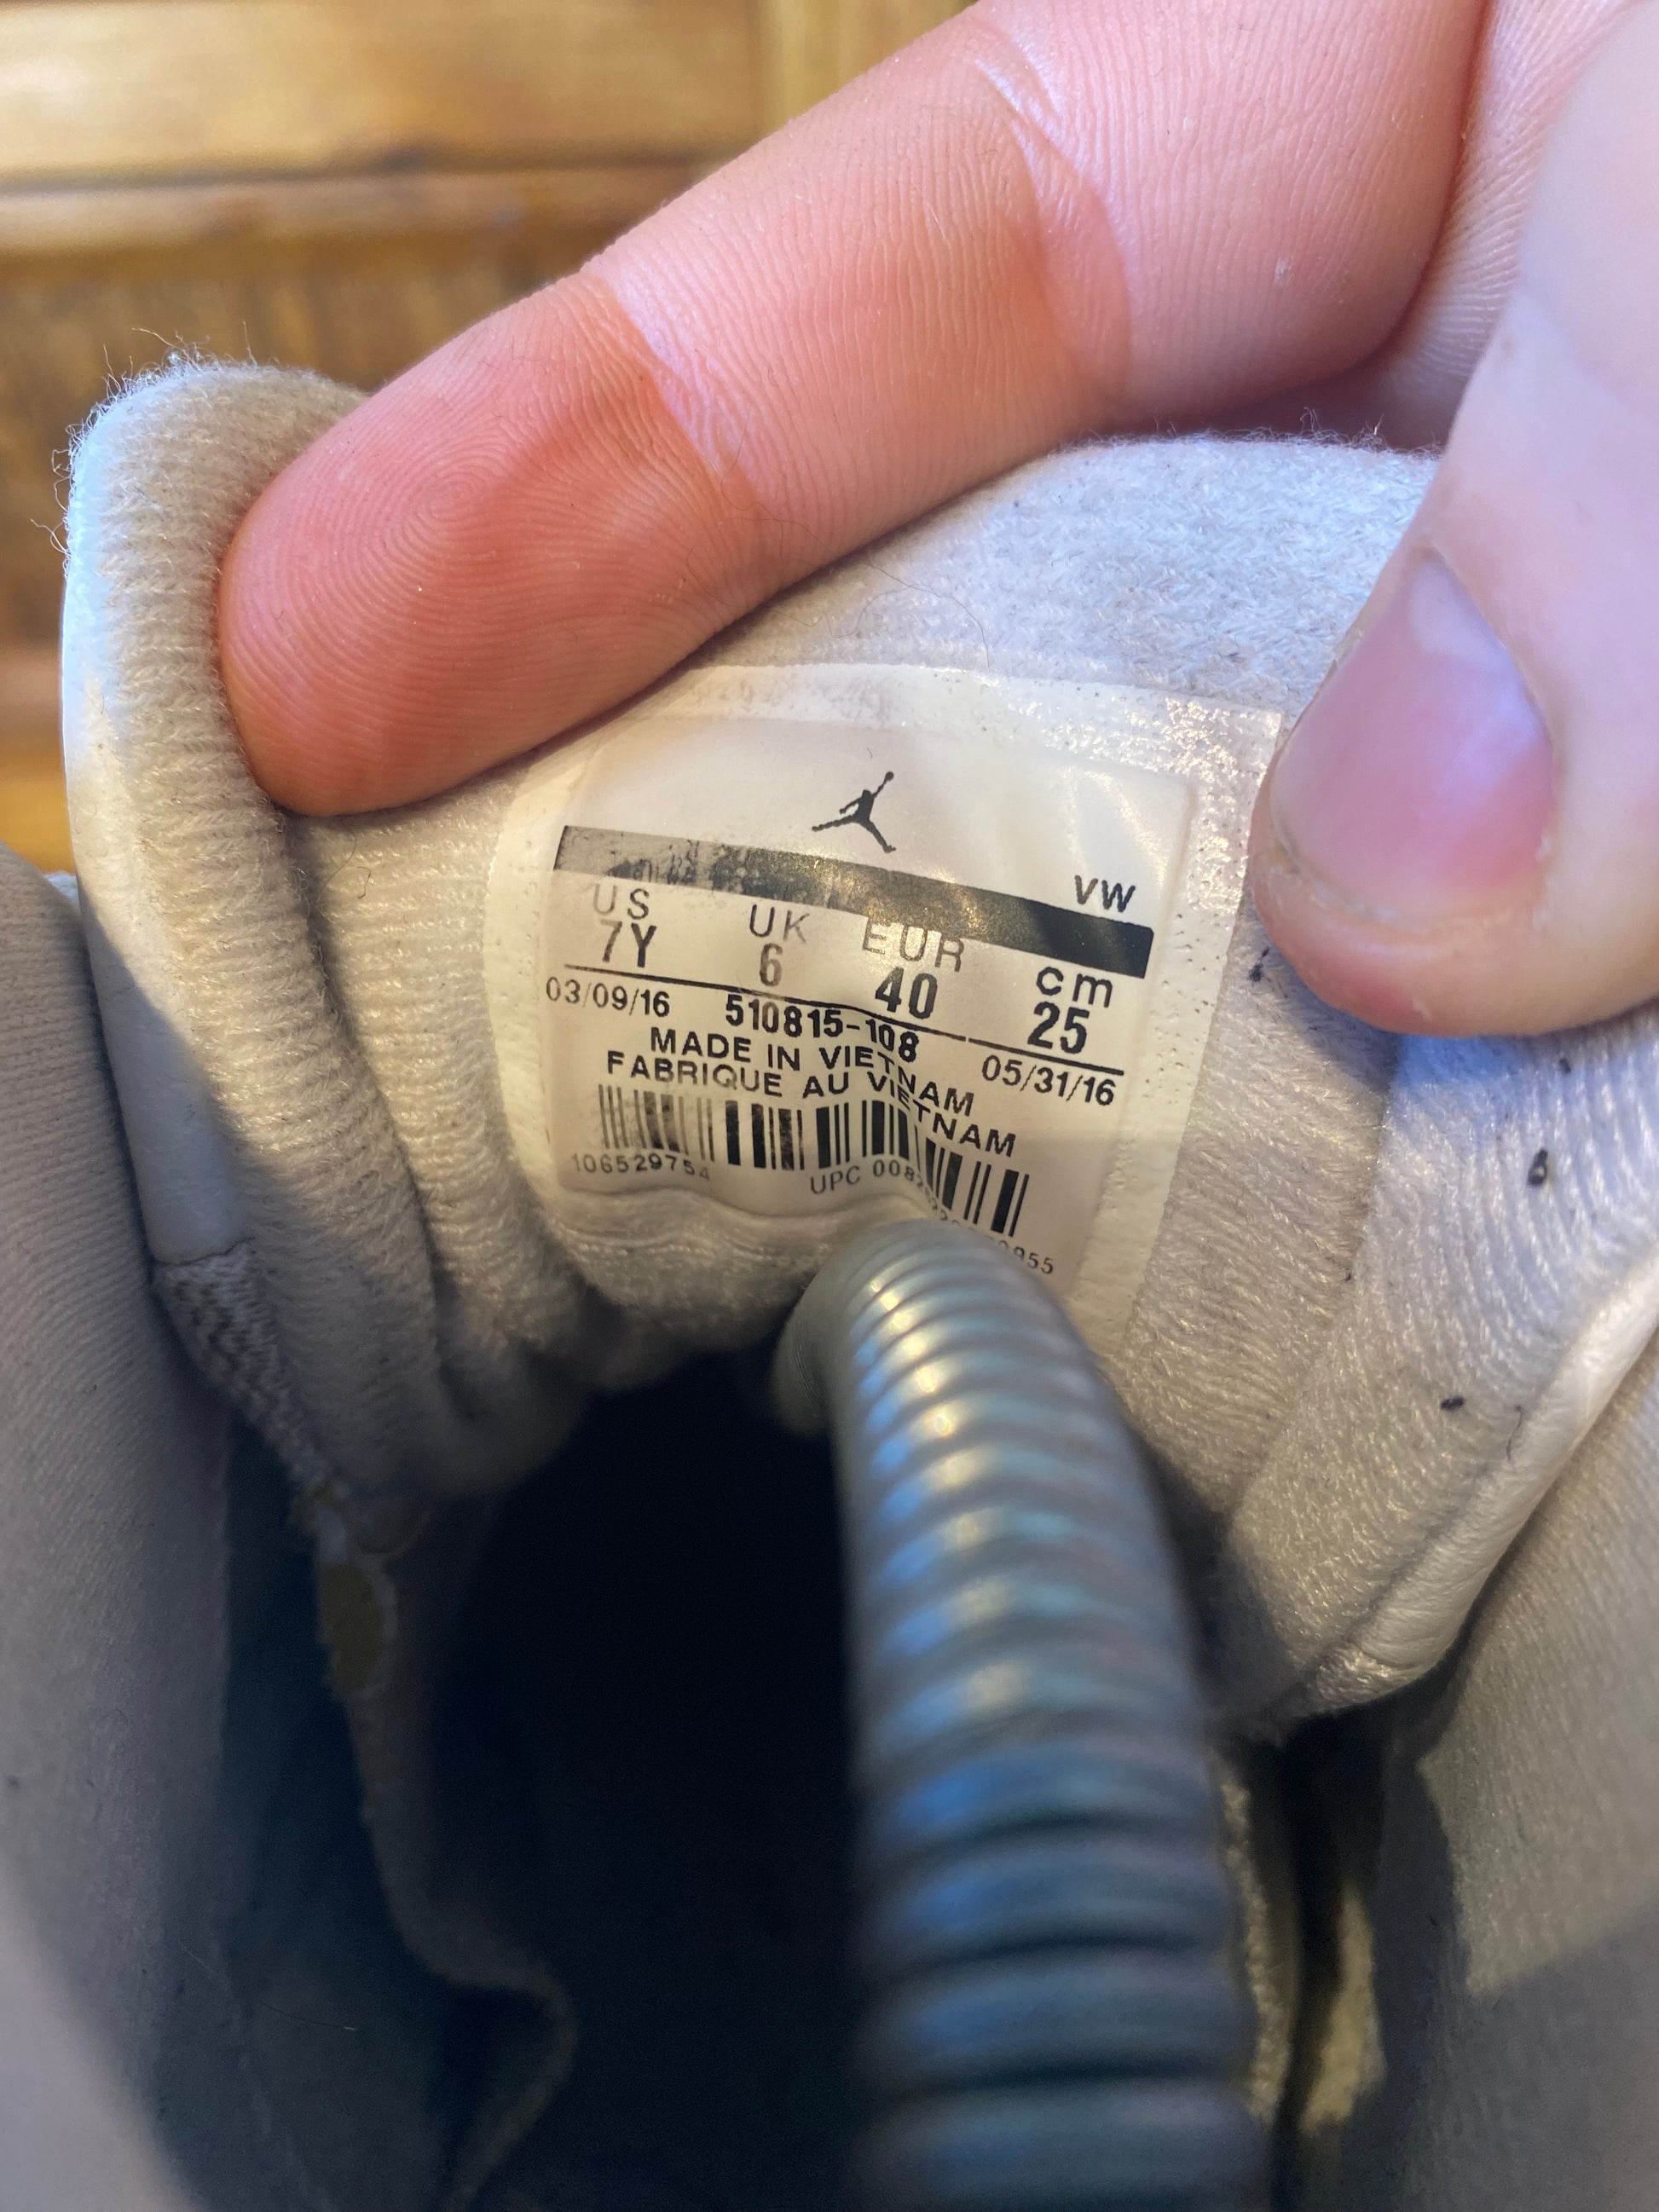 VW
US UK EUR cm
7Y 6 40 25
03/09/16 510815-108 05/31/16
MADE IN VIETNAM
FABRIQUE AU VIETNAM
106529754 UPC